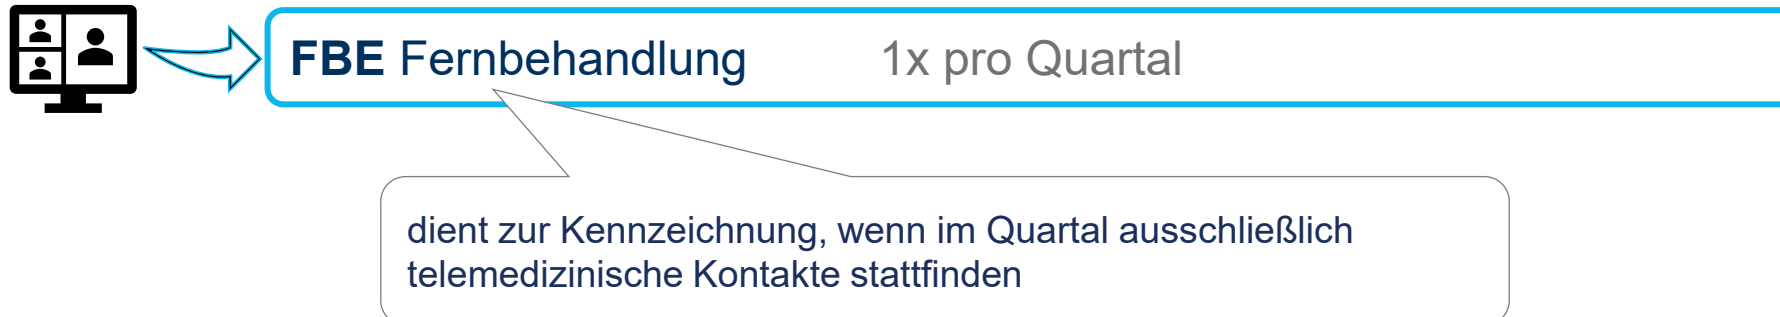 FBE Fernbehandlung 1x pro Quartal
dient zur Kennzeichnung, wenn im Quartal ausschließlich
telemedizinische Kontakte stattfinden